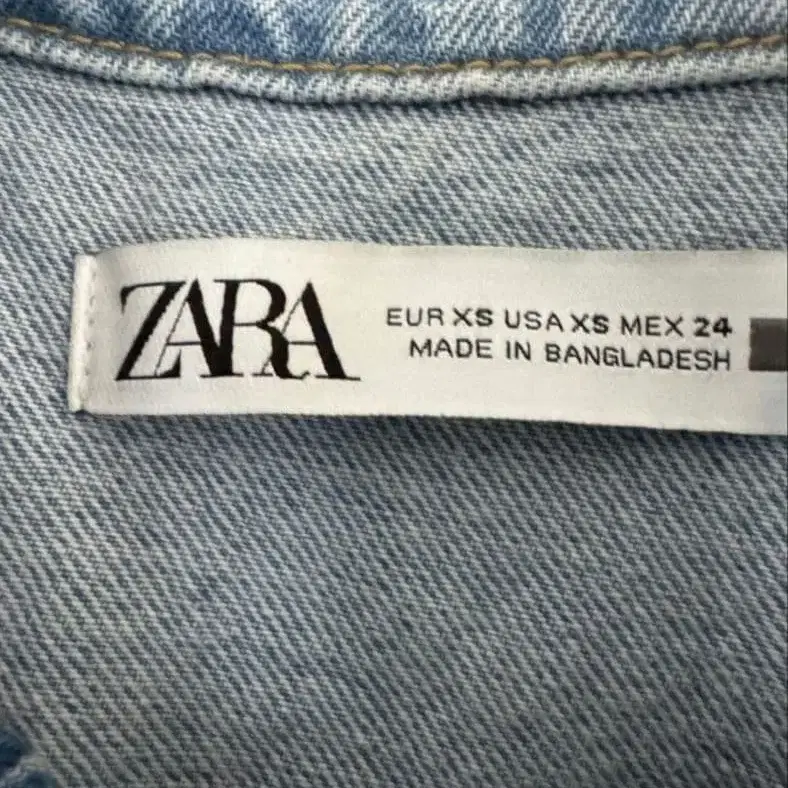 ZARA
EUR XS USA XS MEX 24
MADE IN BANGLADESH